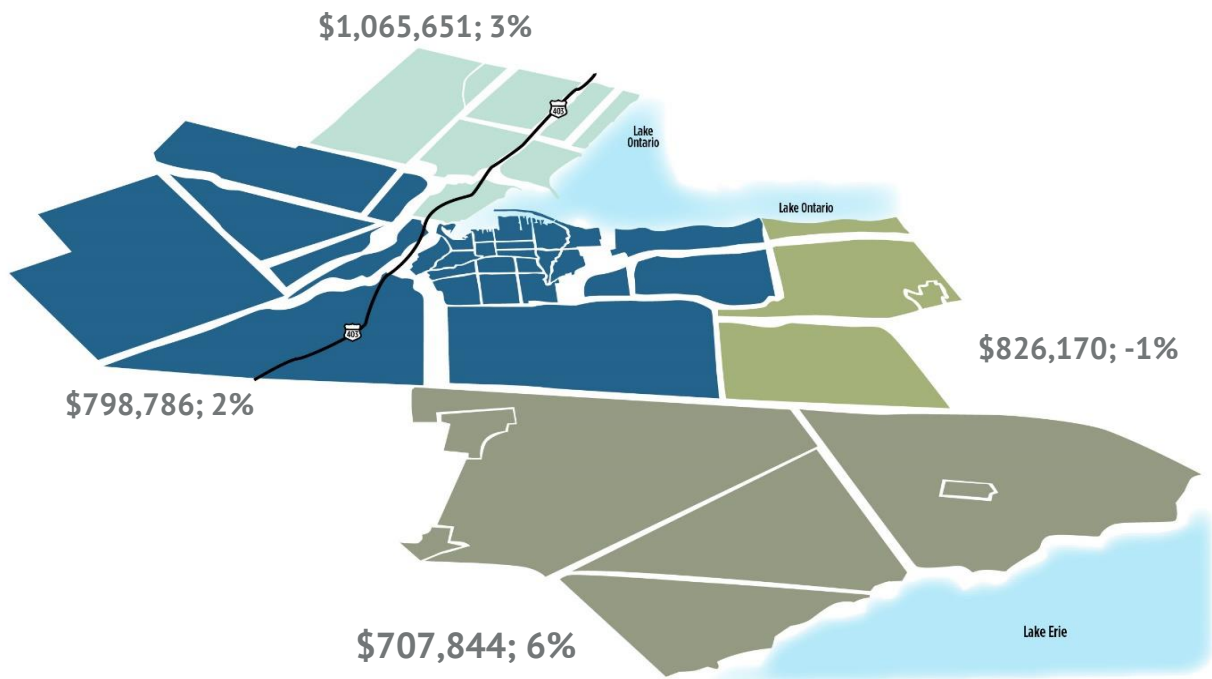 $1,065,651; 3%
403
Lake
Ontario
Lake Ontario
403
$826,170; -1%
$798,786; 2%
$707,844; 6%
Lake Erie